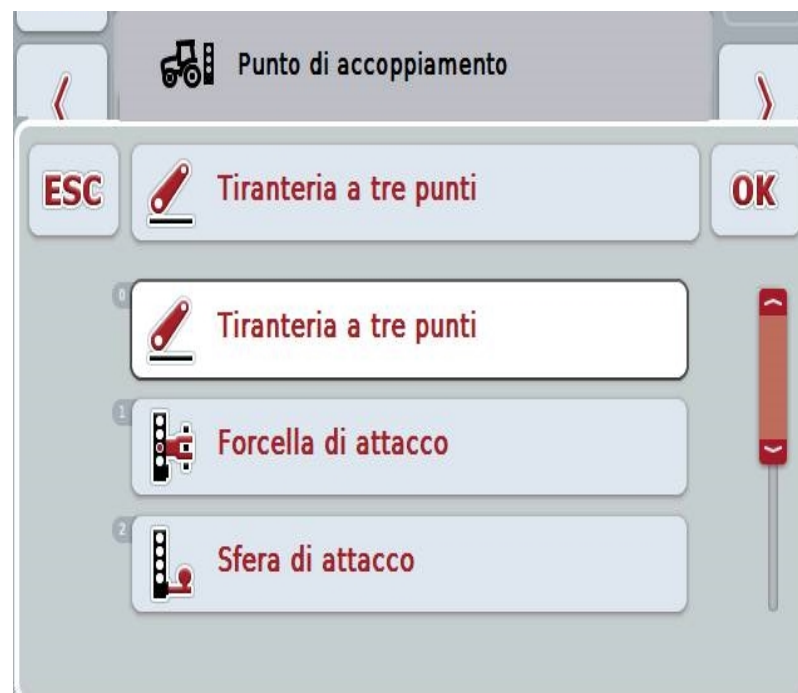 Punto di accoppiamento
ESC
Tiranteria a tre punti
OK
0
Tiranteria a tre punti
1
Forcella di attacco
2
Sfera di attacco